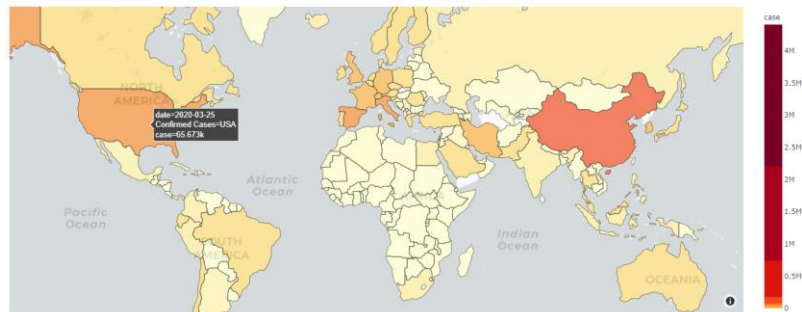 case
4M
3.5M
3M
2.5M
2M
1.5M
1M
0.5M
0
NORTH
AMERICA
date=2020-03-25
Confirmed Cases=USA
case=65.673k
Atlantic
Ocean
Pacific
Ocean
SOUTH
AMERICA
Indian
Ocean
OCEANIA